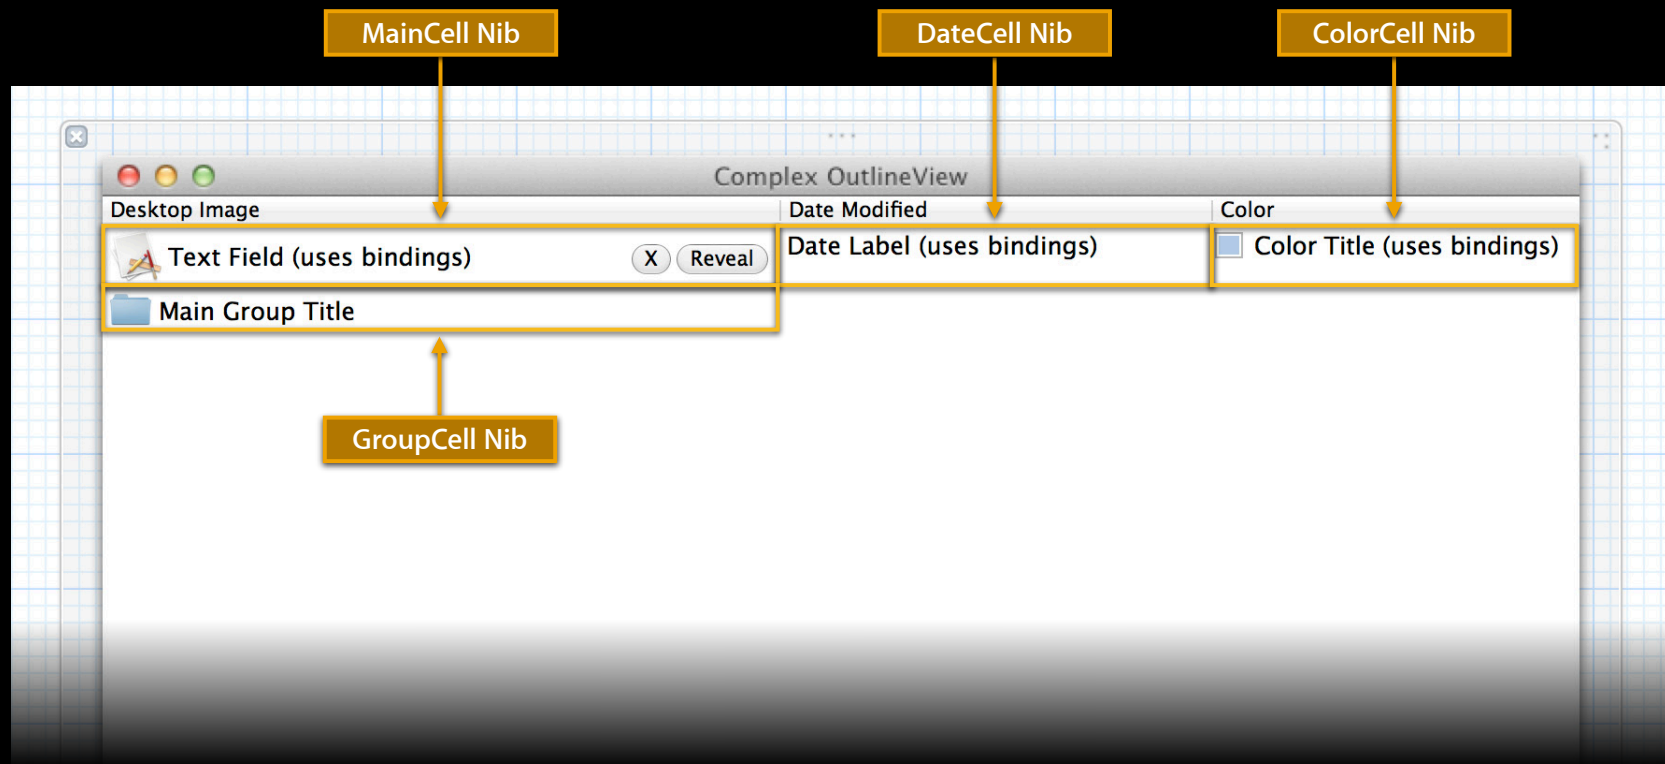 MainCell Nib
DateCell Nib
ColorCell Nib
Complex OutlineView
Desktop Image
Date Modified
Color
Text Field (uses bindings)
X
Reveal
Date Label (uses bindings)
Color Title (uses bindings)
Main Group Title
GroupCell Nib